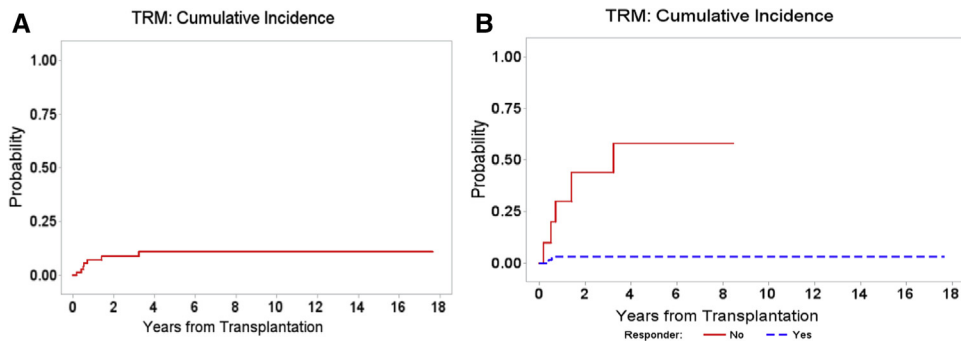 A
TRM: Cumulative Incidence
1.00
0.75
0.50
0.25
0.00
Probability
0 2 4 6 8 10 12 14 16 18
Years from Transplantation
B
TRM: Cumulative Incidence
1.00
0.75
0.50
0.25
0.00
Probability
0 2 4 6 8 10 12 14 16 18
Years from Transplantation
Responder: No Yes